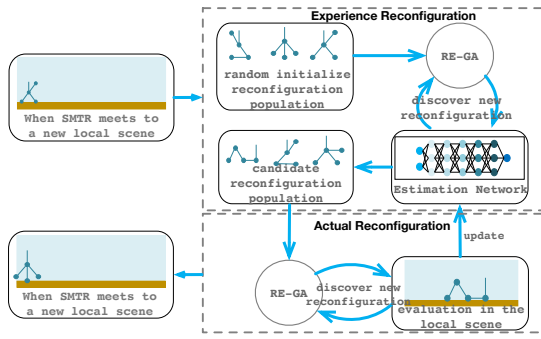 Experience Reconfiguration
random initialize
reconfiguration
population
RE-GA
When SMTR meets to
a new local scene
discover new
reconfiguration
candidate
reconfiguration
population
Estimation Network
Actual Reconfiguration
update
RE-GA
discover new
reconfiguration
evaluation in the
local scene
When SMTR meets to
a new local scene